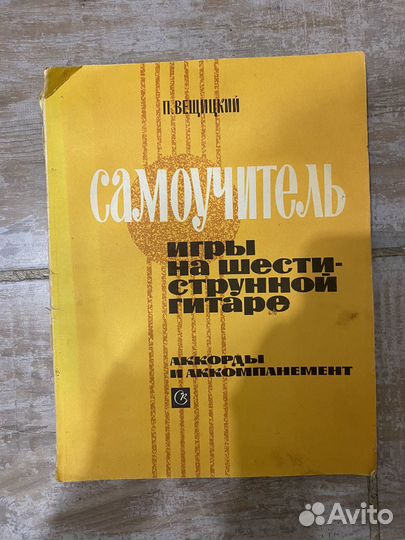 П. ВЕЩИЦКИЙ
САМОУЧИТЕЛЬ
ИГРЫ
НА ШЕСТИ-
СТРУННОЙ
ГИТАРЕ
АККОРДЫ
И АККОМПАНЕМЕНТ
Avito